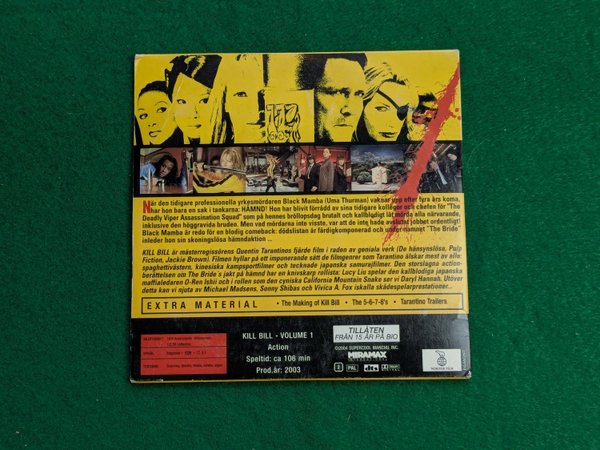 När den tidigare professionella yrkesmördaren Black Mamba (Uma Thurman) vaknar upp efter fyra års koma,
har hon bara en sak i tankarna: HÄMND! Hon har blivit förrådd av sina tidigare kolleger och chefen för "The
Deadly Viper Assassination Squad" som på hennes bröllopsdag brutalt och kallblodigt lät mörda alla närvarande,
inklusive den höggravida bruden. Men vad mördarna inte visste, var att de inte hade avslutat jobbet ordentligt!
Black Mamba är redo för en blodig comeback: dödslistan är färdigkomponerad och under namnet "The Bride"
inleder hon sin skoningslösa hämndaktion ...
KILL BILL är mästerregissörens Quentin Tarantinos fjärde film i raden av geniala verk (De hänsynslösa, Pulp
Fiction, Jackie Brown). Filmen hyllar på ett imponerande sätt de filmgenrer som Tarantino älskar mest av alla:
spaghettivästern, kinesiska kampsportfilmer och tecknade japanska samurajfilmer. Den storslagna action-
berättelsen om The Bride's jakt på hämnd har en knivskarp rollista: Lucy Liu spelar den kallblodiga japanska
maffialedaren O-Ren Ishii och i rollen som den cyniska California Mountain Snake ser vi Daryl Hannah. Utöver
detta kan vi njuta av Michael Madsens, Sonny Shibas och Vivica A. Fox iskalla skådespelarprestationer...
EXTRA MATERIAL • The Making of Kill Bill • The 5-6-7-8's • Tarantino Trailers
KILL BILL - VOLUME 1
Action
Speltid: ca 106 min
Prod.år: 2003
TILLÅTEN
FRÅN 15 ÅR PÅ BIO
MIRAMAX
2 PAL dts